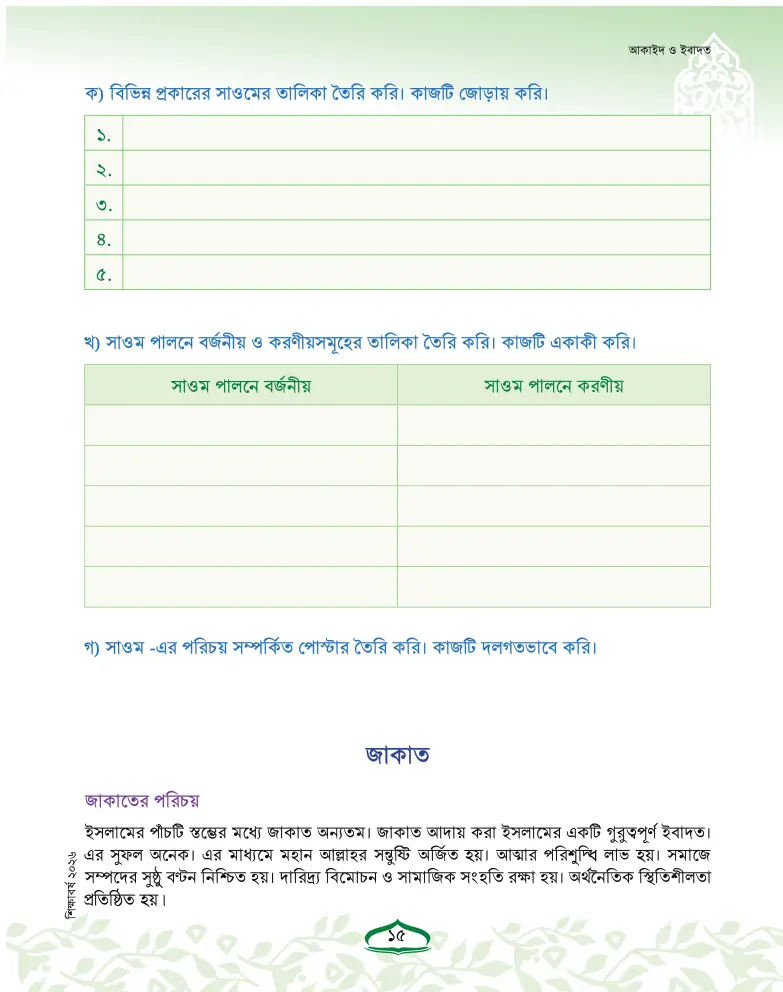 আকাইদ ও ইবাদত
ক) বিভিন্ন প্রকারের সাওমের তালিকা তৈরি করি। কাজটি জোড়ায় করি।
১.
২.
৩.
৪.
৫.
খ) সাওম পালনে বর্জনীয় ও করণীয়সমূহের তালিকা তৈরি করি। কাজটি একাকী করি।
সাওম পালনে বর্জনীয় সাওম পালনে করণীয়
গ) সাওম -এর পরিচয় সম্পর্কিত পোস্টার তৈরি করি। কাজটি দলগতভাবে করি।
জাকাত
জাকাতের পরিচয়
ইসলামের পাঁচটি স্তম্ভের মধ্যে জাকাত অন্যতম। জাকাত আদায় করা ইসলামের একটি গুরুত্বপূর্ণ ইবাদত।
এর সুফল অনেক। এর মাধ্যমে মহান আল্লাহর সন্তুষ্টি অর্জিত হয়। আত্মার পরিশুদ্ধি লাভ হয়। সমাজে
সম্পদের সুষ্ঠু বণ্টন নিশ্চিত হয়। দারিদ্র্য বিমোচন ও সামাজিক সংহতি রক্ষা হয়। অর্থনৈতিক স্থিতিশীলতা
প্রতিষ্ঠিত হয়।
শিক্ষাবর্ষ ২০২৬
১৫